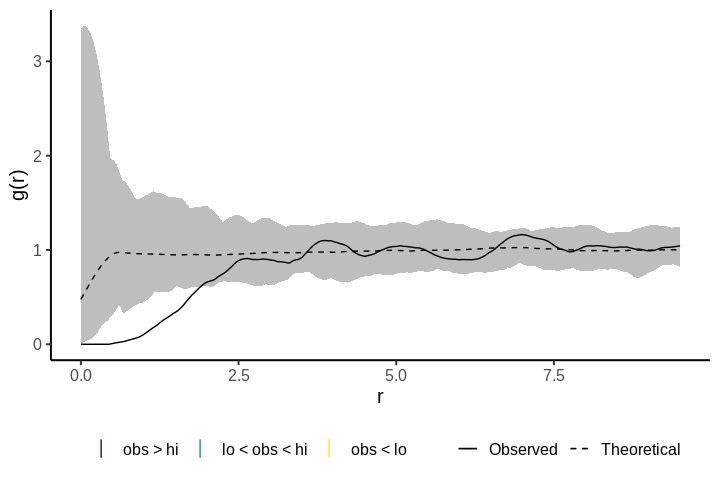 g(r)
3
2
1
0
0.0 2.5 5.0 7.5
r
obs > hi lo < obs < hi obs < lo Observed Theoretical